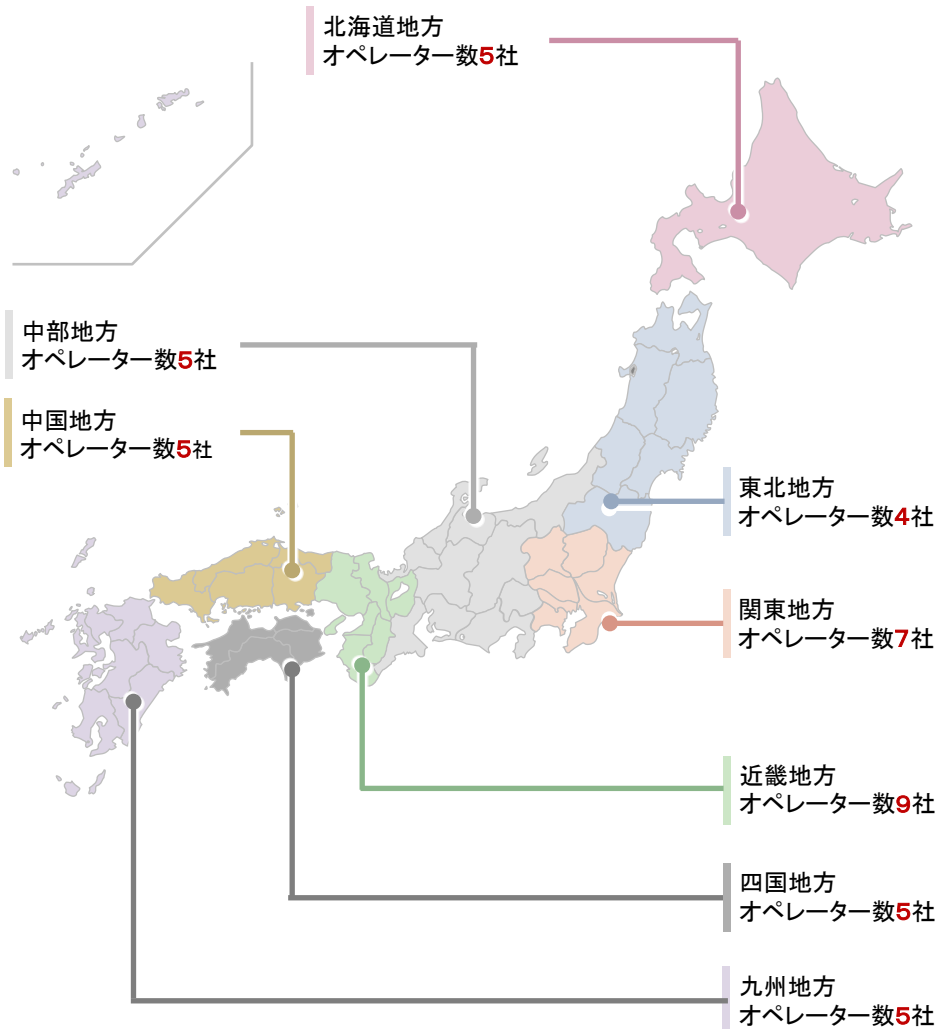 北海道地方
オペレーター数5社
中部地方
オペレーター数5社
中国地方
オペレーター数5社
東北地方
オペレーター数4社
関東地方
オペレーター数7社
近畿地方
オペレーター数9社
四国地方
オペレーター数5社
九州地方
オペレーター数5社